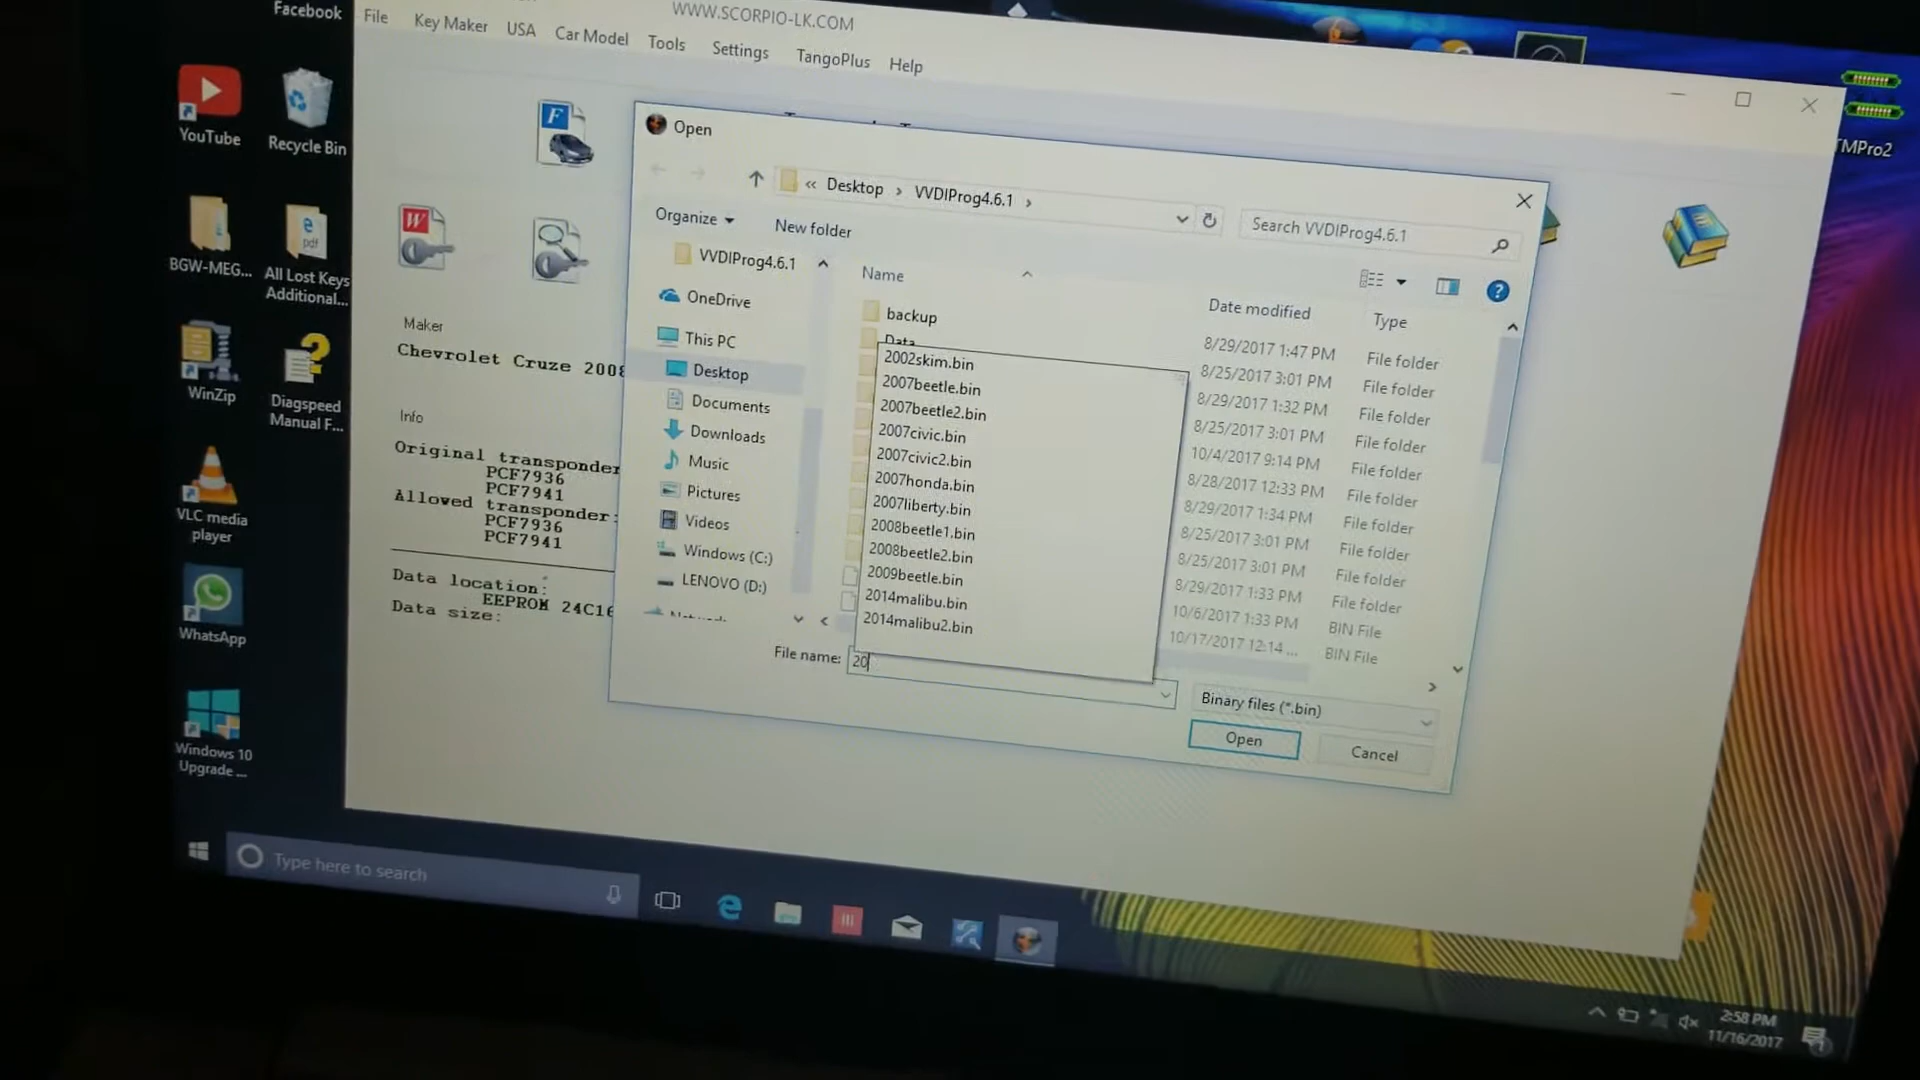 Facebook
YouTube
Recycle Bin
BGW-MEG...
All Lost Keys
Additional...
WinZip
Diagspeed
Manual F...
VLC media
player
WhatsApp
Windows 10
Upgrade ...
WWW.SCORPIO-LK.COM
File
Key Maker
USA
Car Model
Tools
Settings
TangoPlus
Help
TMPro2
Maker
Chevrolet Cruze 2008
Info
Original transponder
PCF7936
PCF7941
Allowed transponder:
PCF7936
PCF7941
Data location:
EEPROM 24C16
Data size:
Open
« Desktop › VVDIProg4.6.1 ›
Search VVDIProg4.6.1
Organize
New folder
VVDIProg4.6.1
OneDrive
This PC
Desktop
Documents
Downloads
Music
Pictures
Videos
Windows (C:)
LENOVO (D:)
Name
Date modified
Type
backup
Data
2002skim.bin
2007beetle.bin
2007beetle2.bin
2007civic.bin
2007civic2.bin
2007honda.bin
2007liberty.bin
2008beetle1.bin
2008beetle2.bin
2009beetle.bin
2014malibu.bin
2014malibu2.bin
8/29/2017 1:47 PM File folder
8/25/2017 3:01 PM File folder
8/29/2017 1:32 PM File folder
8/25/2017 3:01 PM File folder
10/4/2017 9:14 PM File folder
8/28/2017 12:33 PM File folder
8/29/2017 1:34 PM File folder
8/25/2017 3:01 PM File folder
8/25/2017 3:01 PM File folder
8/29/2017 1:33 PM File folder
10/6/2017 1:33 PM BIN File
10/17/2017 12:14 ... BIN File
File name: 20
Binary files (*.bin)
Open
Cancel
Type here to search
2:58 PM
11/16/2017